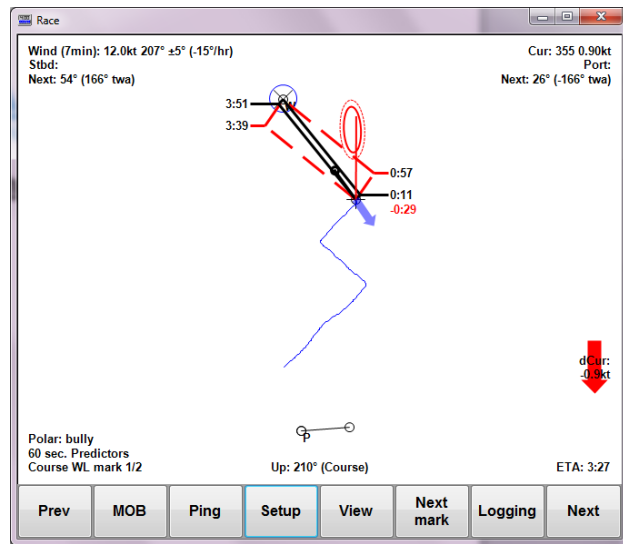 Race
Wind (7min): 12.0kt 207° ±5° (-15°/hr)
Stbd:
Next: 54° (166° twa)
Cur: 355 0.90kt
Port:
Next: 26° (-166° twa)
3:51
3:39
0:57
0:11
-0:29
dCur:
-0.9kt
P
Polar: bully
60 sec. Predictors
Course WL mark 1/2
Up: 210° (Course)
ETA: 3:27
Prev
MOB
Ping
Setup
View
Next
mark
Logging
Next